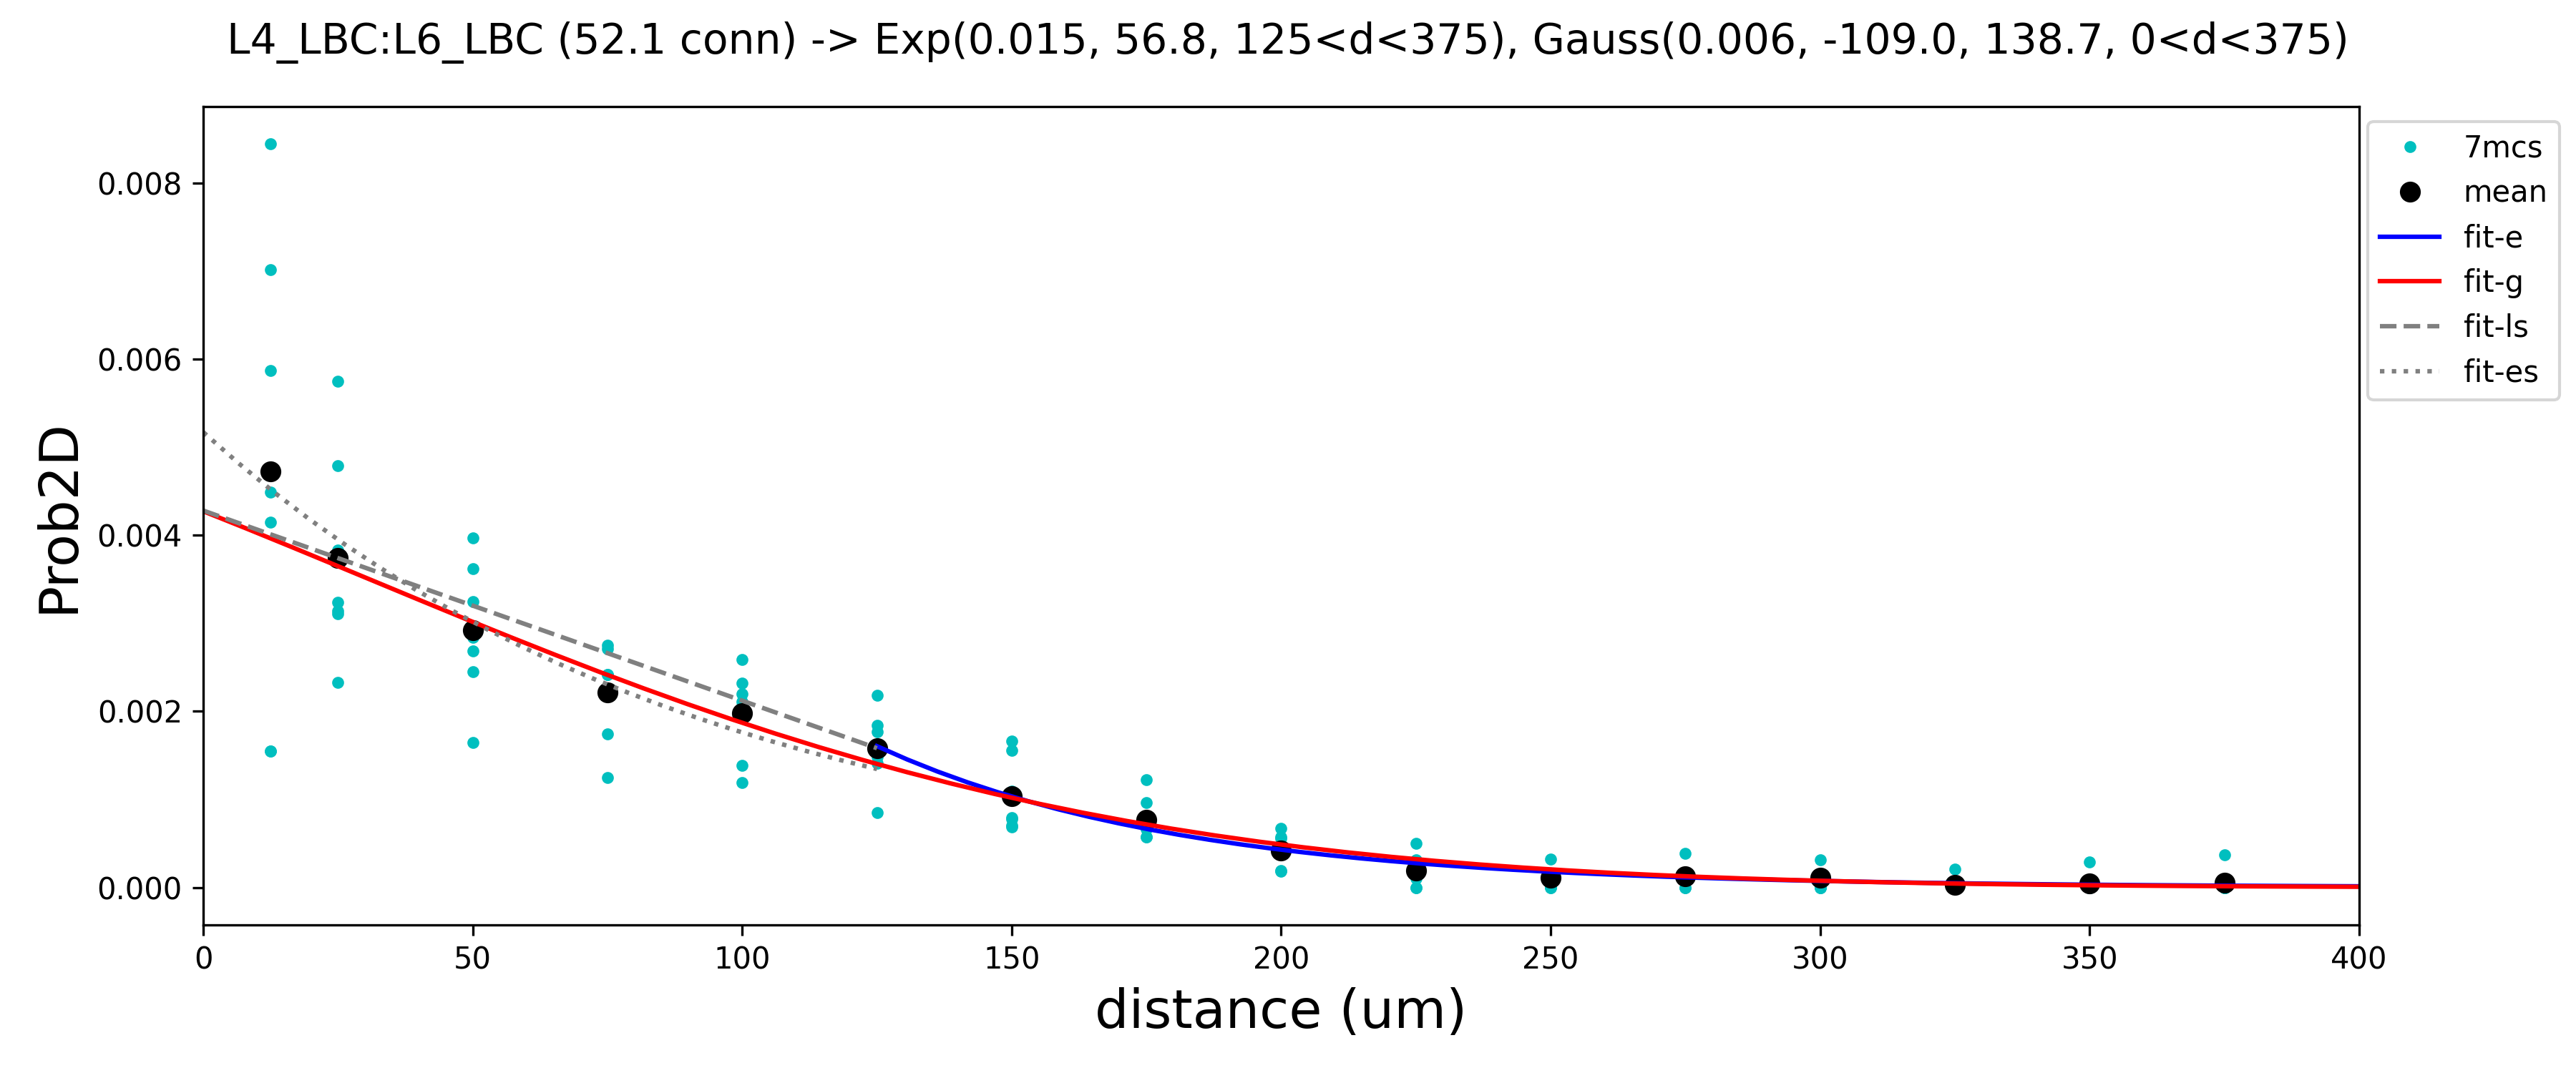 L4_LBC:L6_LBC (52.1 conn) -> Exp(0.015, 56.8, 125<d<375), Gauss(0.006, -109.0, 138.7, 0<d<375)
7mcs
mean
fit-e
fit-g
fit-ls
fit-es
Prob2D
0.008
0.006
0.004
0.002
0.000
0 50 100 150 200 250 300 350 400
distance (um)